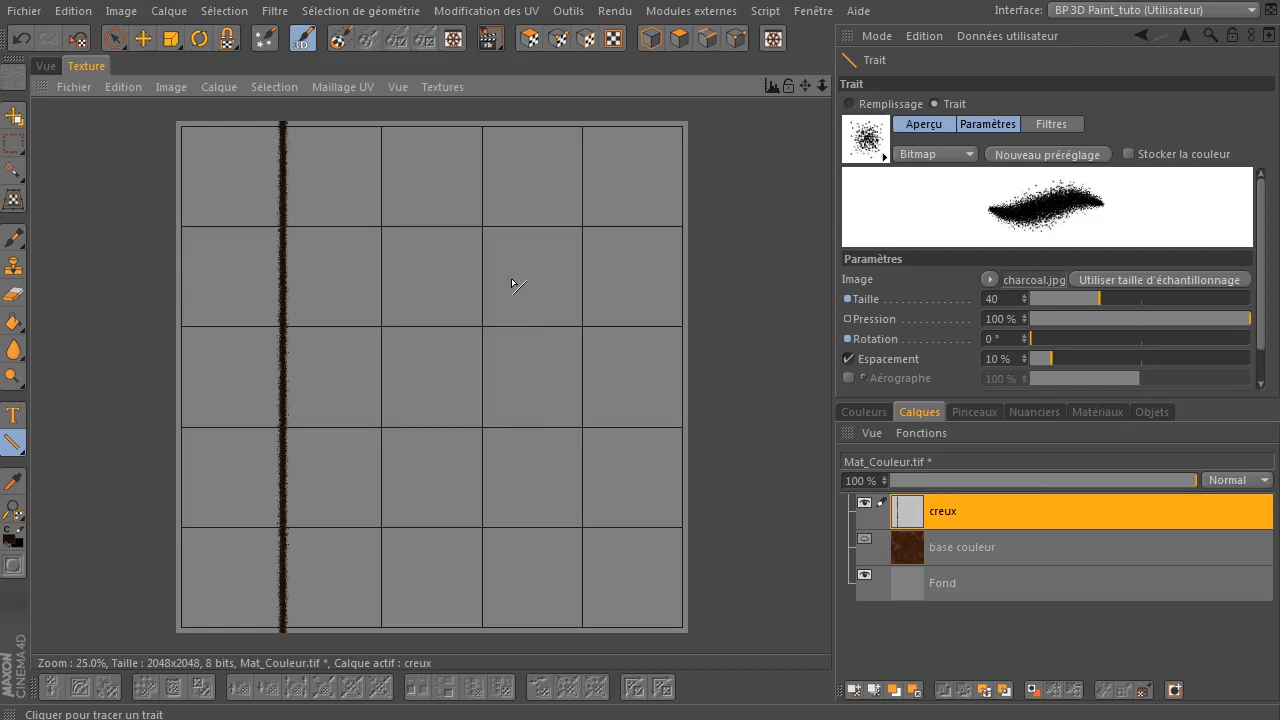 Fichier Edition Image Calque Sélection Filtre Sélection de géométrie Modification des UV Outils Rendu Modules externes Script Fenêtre Aide Interface: BP 3D Paint_tuto (Utilisateur)
Mode Edition Données utilisateur
3D
Vue Texture
Trait
Fichier Edition Image Calque Sélection Maillage UV Vue Textures
Trait
Remplissage Trait
Aperçu Paramètres Filtres
Bitmap Nouveau préréglage Stocker la couleur
Paramètres
Image charcoal.jpg Utiliser taille d'échantillonnage
Taille 40
Pression 100 %
Rotation 0 °
Espacement 10 %
Aérographe 100 %
Couleurs Calques Pinceaux Nuanciers Matériaux Objets
Vue Fonctions
Mat_Couleur.tif *
100 % Normal
creux
base couleur
Fond
T
C
MAXON
CINEMA 4D
Zoom : 25.0%, Taille : 2048x2048, 8 bits, Mat_Couleur.tif *, Calque actif : creux
Cliquer pour tracer un trait